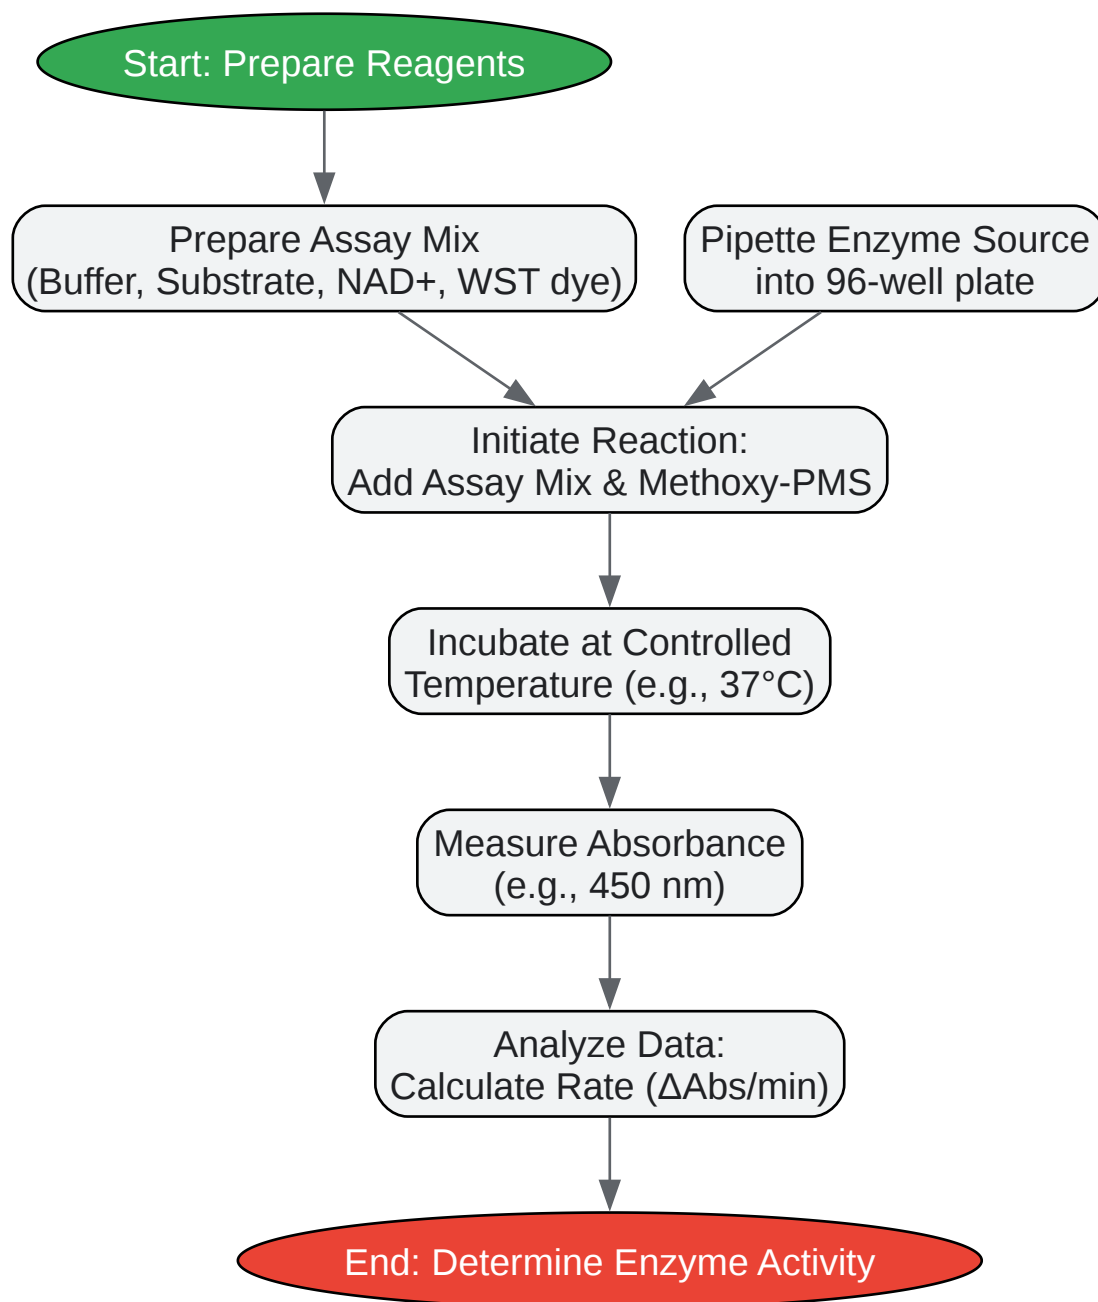 Start: Prepare Reagents
Prepare Assay Mix
(Buffer, Substrate, NAD+, WST dye)
Pipette Enzyme Source
into 96-well plate
Initiate Reaction:
Add Assay Mix & Methoxy-PMS
Incubate at Controlled
Temperature (e.g., 37°C)
Measure Absorbance
(e.g., 450 nm)
Analyze Data:
Calculate Rate (ΔAbs/min)
End: Determine Enzyme Activity